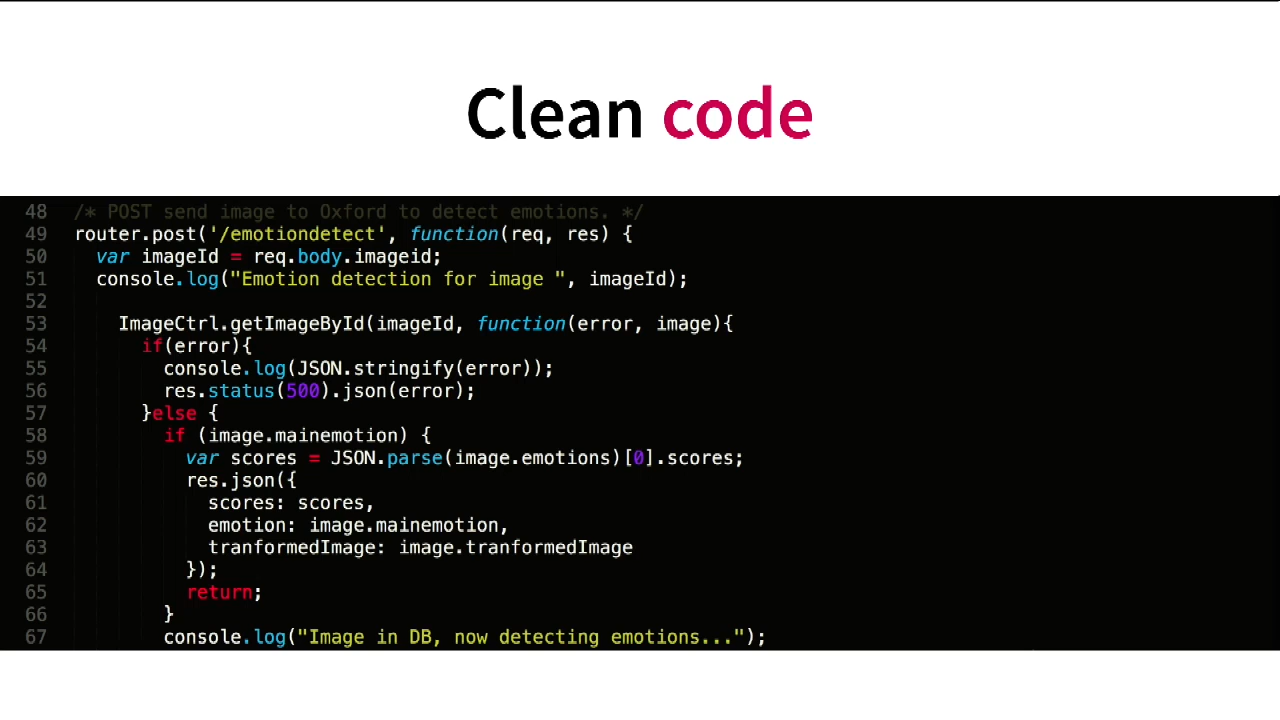 Clean code
48 /* POST send image to Oxford to detect emotions. */
49 router.post('/emotiondetect', function(req, res) {
50 var imageId = req.body.imageid;
51 console.log("Emotion detection for image ", imageId);
52
53 ImageCtrl.getImageById(imageId, function(error, image){
54 if(error){
55 console.log(JSON.stringify(error));
56 res.status(500).json(error);
57 }else {
58 if (image.mainemotion) {
59 var scores = JSON.parse(image.emotions)[0].scores;
60 res.json({
61 scores: scores,
62 emotion: image.mainemotion,
63 tranformedImage: image.tranformedImage
64 });
65 return;
66 }
67 console.log("Image in DB, now detecting emotions...");